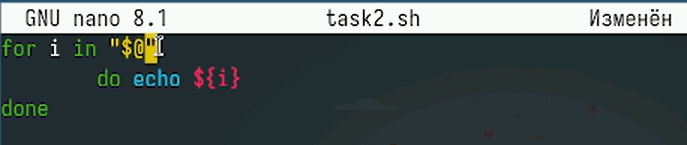 GNU nano 8.1 task2.sh Изменён
for i in "$@"
do echo ${i}
done